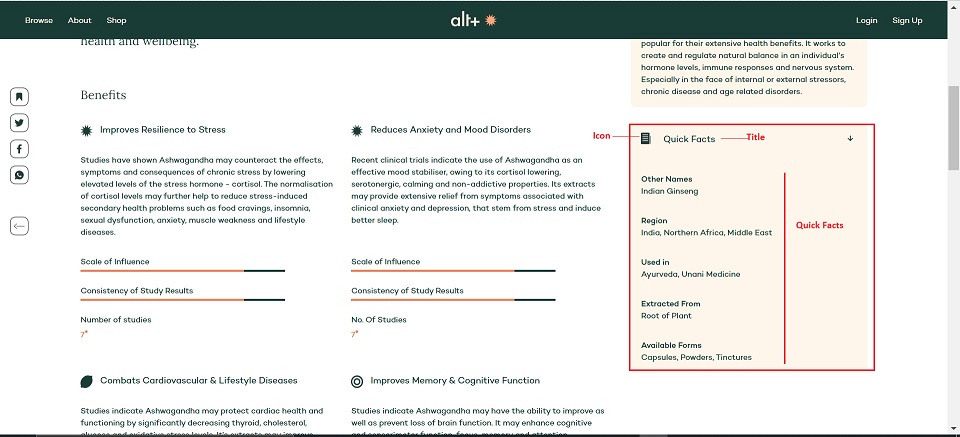 Browse About Shop
alt+
Login Sign Up
health and wellbeing.
popular for their extensive health benefits. It works to
create and regulate natural balance in an individual's
hormone levels, immune responses and nervous system.
Especially in the face of internal or external stressors,
chronic disease and age related disorders.
Benefits
Improves Resilience to Stress
Studies have shown Ashwagandha may counteract the effects,
symptoms and consequences of chronic stress by lowering
elevated levels of the stress hormone - cortisol. The normalisation
of cortisol levels may further help to reduce stress-induced
secondary health problems such as food cravings, insomnia,
sexual dysfunction, anxiety, muscle weakness and lifestyle
diseases.
Scale of Influence
Consistency of Study Results
Number of studies
7*
Reduces Anxiety and Mood Disorders
Recent clinical trials indicate the use of Ashwagandha as an
effective mood stabiliser, owing to its cortisol lowering,
serotonergic, calming and non-addictive properties. Its extracts
may provide extensive relief from symptoms associated with
clinical anxiety and depression, that stem from stress and induce
better sleep.
Scale of Influence
Consistency of Study Results
No. Of Studies
7*
Icon
Quick Facts
Title
Other Names
Indian Ginseng
Region
India, Northern Africa, Middle East
Quick Facts
Used in
Ayurveda, Unani Medicine
Extracted From
Root of Plant
Available Forms
Capsules, Powders, Tinctures
Combats Cardiovascular & Lifestyle Diseases
Studies indicate Ashwagandha may protect cardiac health and
functioning by significantly decreasing thyroid, cholesterol,
Improves Memory & Cognitive Function
Studies indicate Ashwagandha may have the ability to improve as
well as prevent loss of brain function. It may enhance cognitive